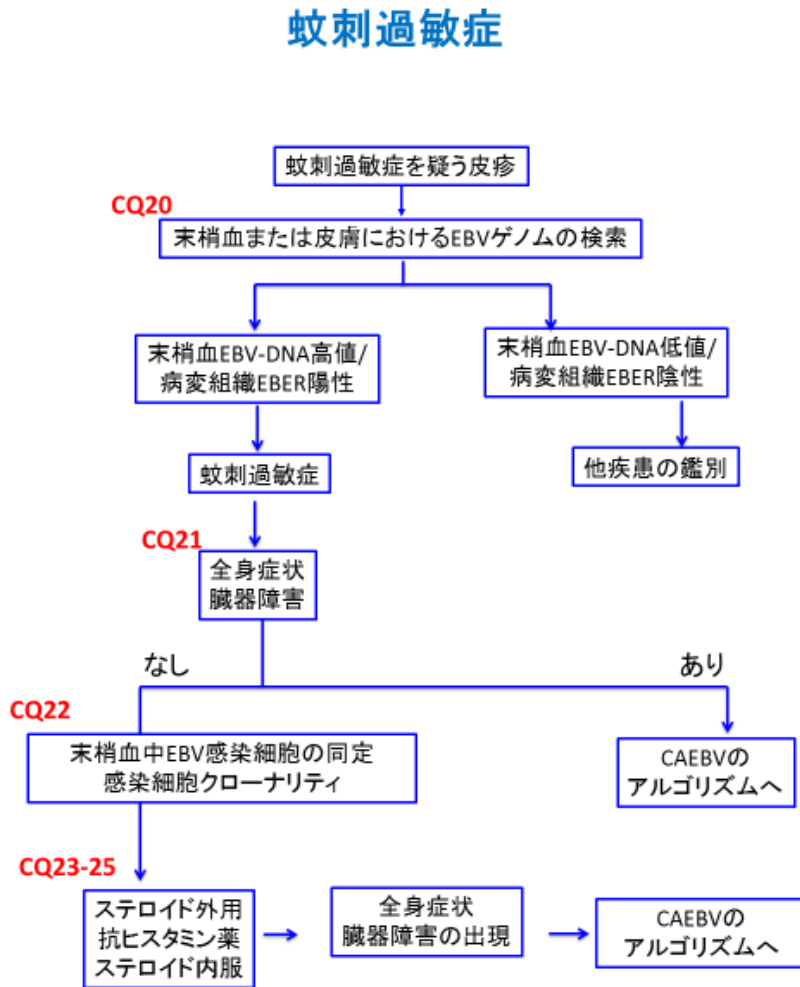 蚊刺過敏症
蚊刺過敏症を疑う皮疹
CQ20
末梢血または皮膚におけるEBVゲノムの検索
末梢血EBV-DNA高値/
病変組織EBER陽性
末梢血EBV-DNA低値/
病変組織EBER陰性
蚊刺過敏症
他疾患の鑑別
CQ21
全身症状
臓器障害
なし
あり
CQ22
末梢血中EBV感染細胞の同定
感染細胞クローナリティ
CAEBVの
アルゴリズムへ
CQ23-25
ステロイド外用
抗ヒスタミン薬
ステロイド内服
全身症状
臓器障害の出現
CAEBVの
アルゴリズムへ